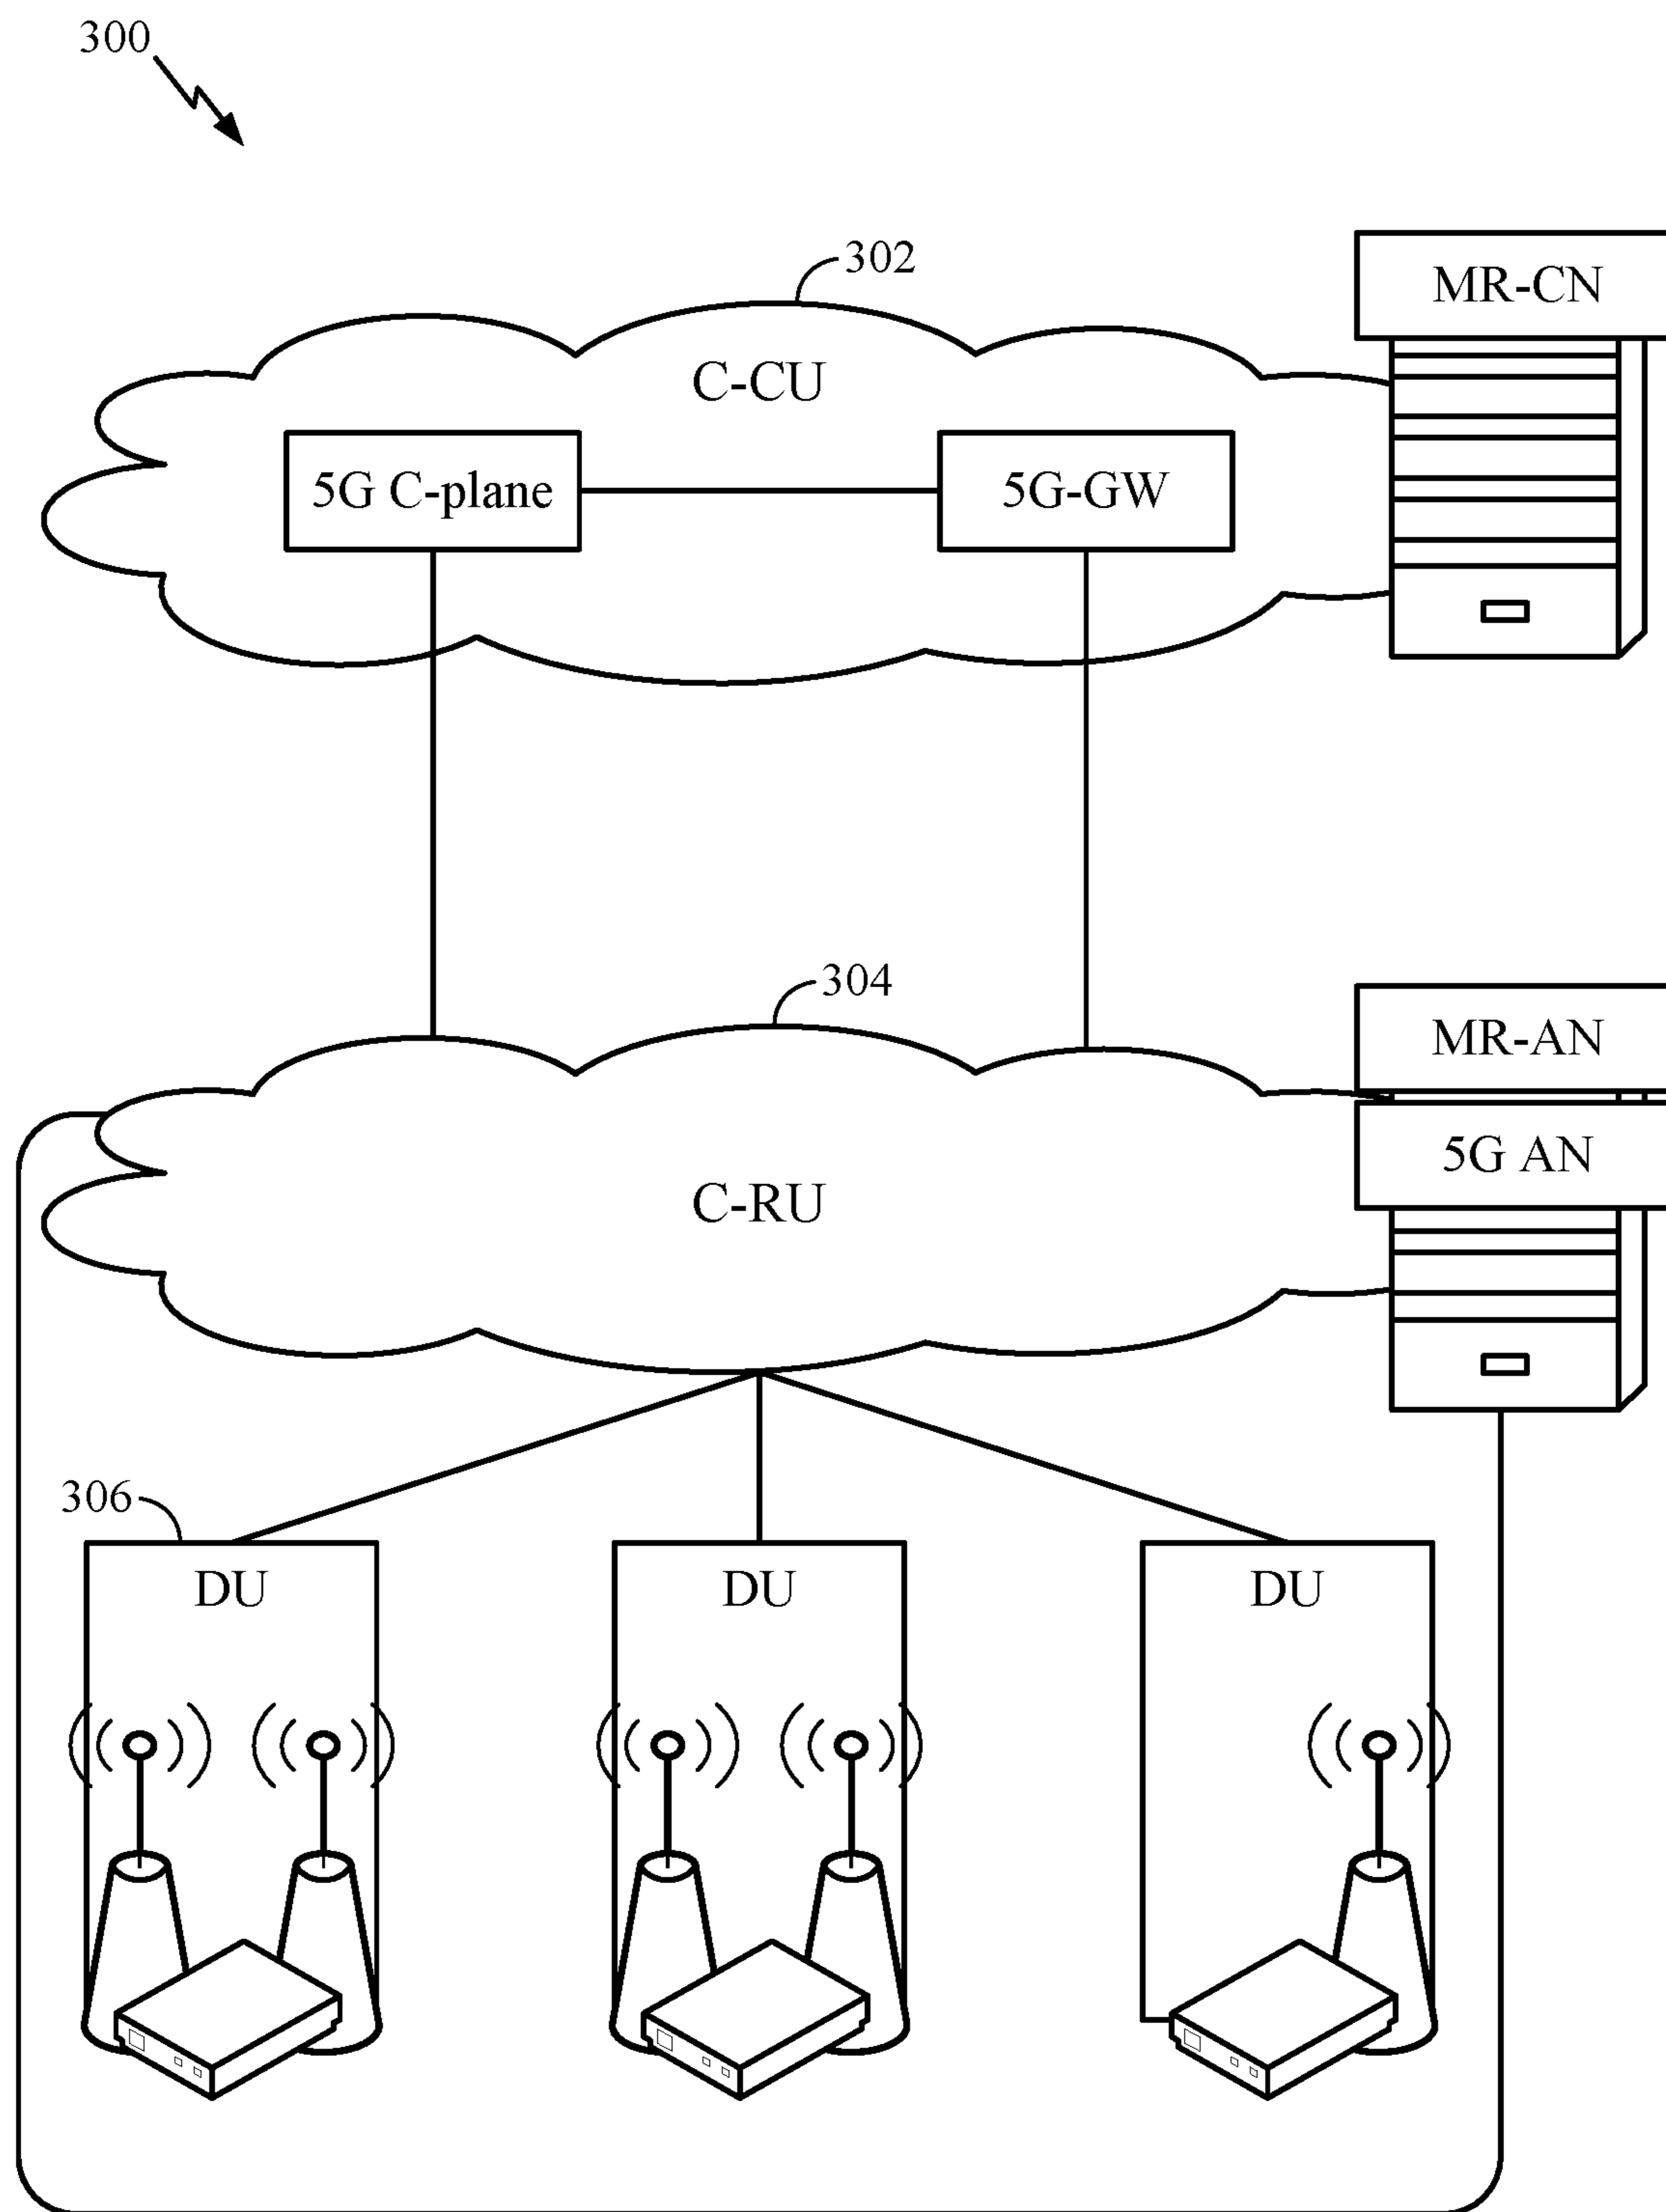 300
302
MR-CN
C-CU
5G C-plane
5G-GW
304
MR-AN
5G AN
C-RU
306
DU
DU
DU